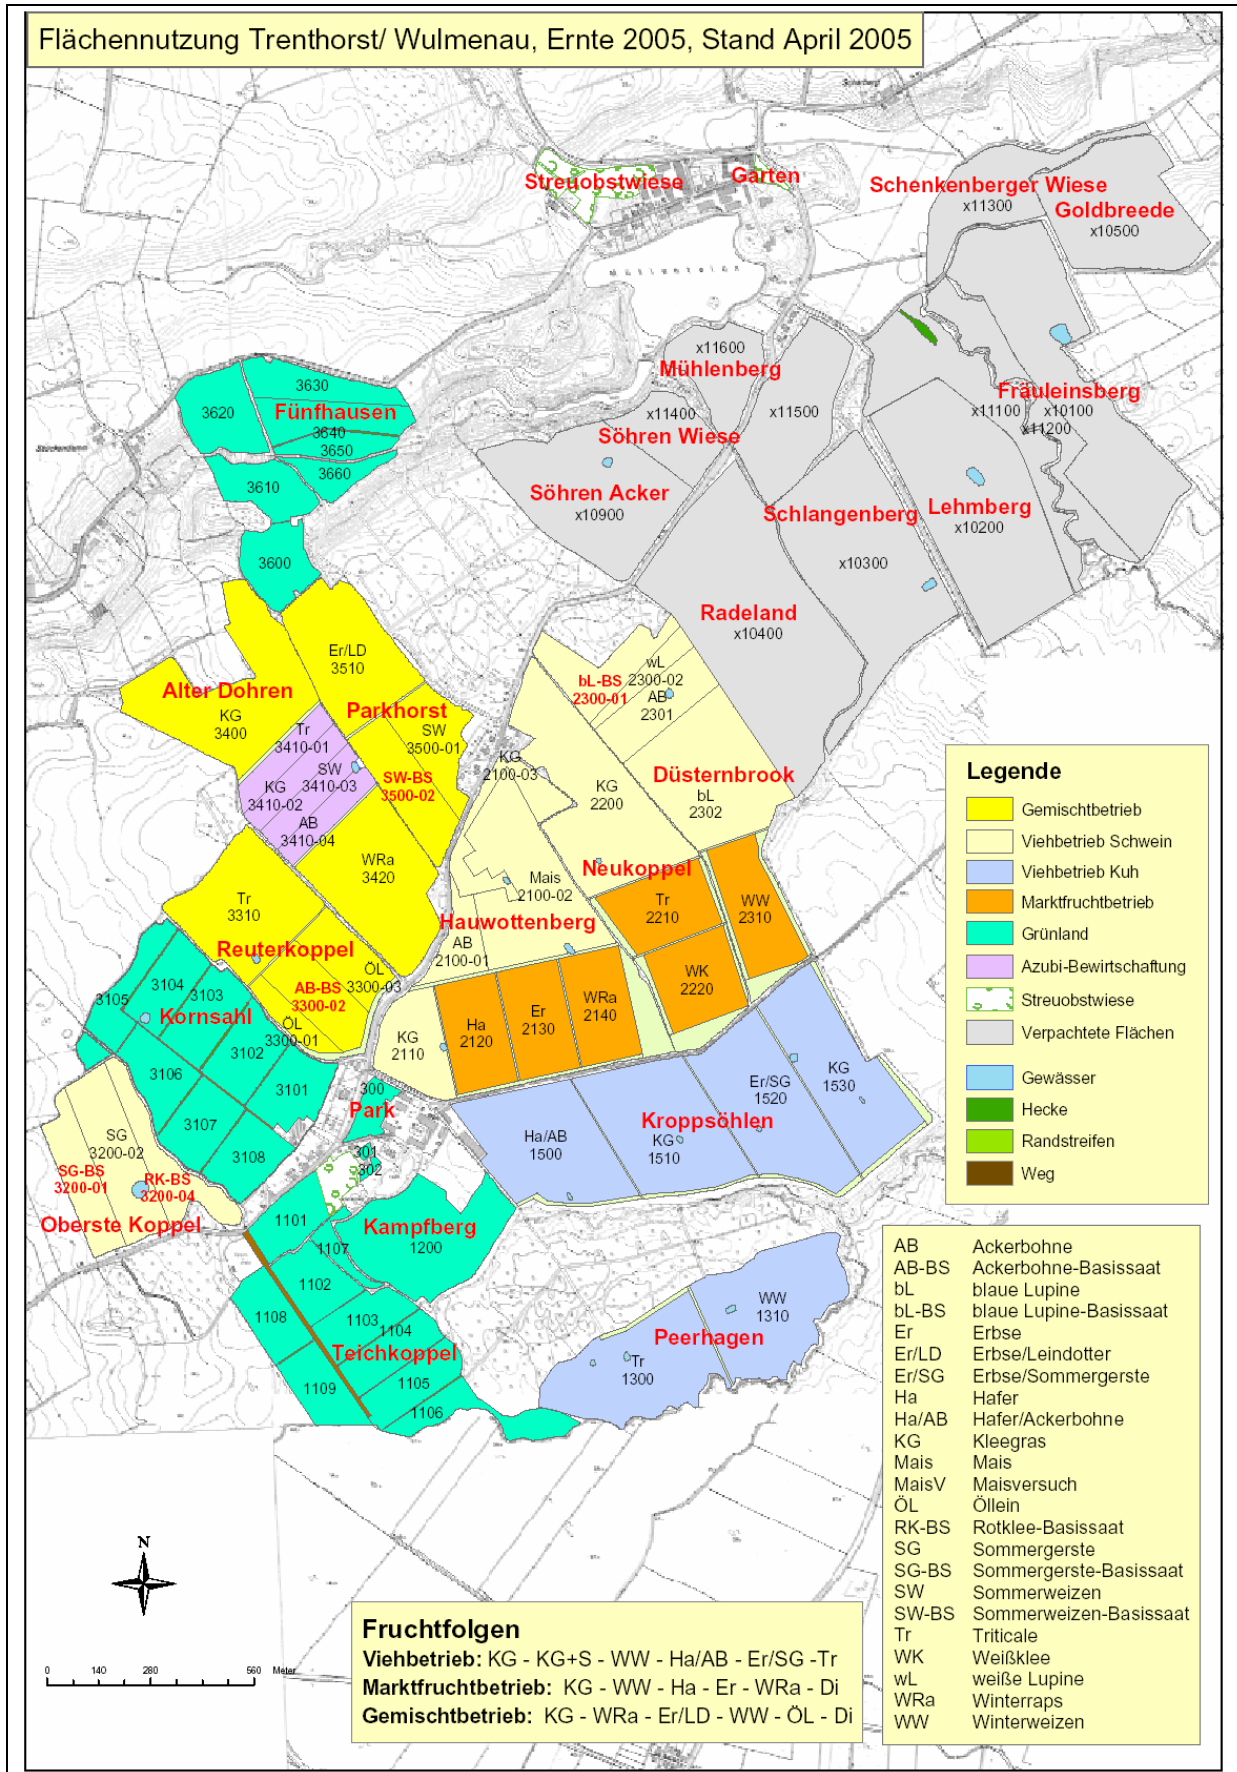 Flächennutzung Trenthorst/ Wulmenau, Ernte 2005, Stand April 2005
Streuobstwiese
Garten
Schenkenberger Wiese
x11300
Goldbreede
x10500
x11600
Mühlenberg
x11400
x11500
Söhren Wiese
Fräuleinsberg
x11100
x10100
x11200
Söhren Acker
x10900
Schlangenberg
Lehmberg
x10200
x10300
Radeland
x10400
3630
3620
Fünfhausen
3640
3650
3660
3610
3600
Er/LD
3510
Alter Dohren
KG
3400
Parkhorst
Tr
3410-01
SW
3500-01
SW
3410-03
SW-BS
3500-02
KG
3410-02
AB
3410-04
WRa
3420
wL
2300-02
bL-BS
2300-01
AB
2301
KG
2100-03
KG
2200
Düsternbrook
bL
2302
Neukoppel
Mais
2100-02
Hauwottenberg
AB
2100-01
Tr
2210
WW
2310
WK
2220
Tr
3310
Reuterkoppel
ÖL
3300-03
AB-BS
3300-02
ÖL
3300-01
3104
3103
3105
Kornsahl
3102
3106
3101
3107
3108
KG
2110
Ha
2120
Er
2130
WRa
2140
300
Park
301
302
Ha/AB
1500
Kroppsöhlen
KG
1510
Er/SG
1520
KG
1530
SG
3200-02
SG-BS
3200-01
RK-BS
3200-04
Oberste Koppel
1101
1107
Kampfberg
1200
1102
1108
1103
1104
Teichkoppel
1109
1105
1106
WW
1310
Peerhagen
Tr
1300
Legende
Gemischtbetrieb
Viehbetrieb Schwein
Viehbetrieb Kuh
Marktfruchtbetrieb
Grünland
Azubi-Bewirtschaftung
Streuobstwiese
Verpachtete Flächen
Gewässer
Hecke
Randstreifen
Weg
AB Ackerbohne
AB-BS Ackerbohne-Basissaat
bL blaue Lupine
bL-BS blaue Lupine-Basissaat
Er Erbse
Er/LD Erbse/Leindotter
Er/SG Erbse/Sommergerste
Ha Hafer
Ha/AB Hafer/Ackerbohne
KG Kleegras
Mais Mais
MaisV Maisversuch
ÖL Öllein
RK-BS Rotklee-Basissaat
SG Sommergerste
SG-BS Sommergerste-Basissaat
SW Sommerweizen
SW-BS Sommerweizen-Basissaat
Tr Triticale
WK Weißklee
wL weiße Lupine
WRa Winterraps
WW Winterweizen
N
0 140 280 560 Meter
Fruchtfolgen
Viehbetrieb: KG - KG+S - WW - Ha/AB - Er/SG -Tr
Marktfruchtbetrieb: KG - WW - Ha - Er - WRa - Di
Gemischtbetrieb: KG - WRa - Er/LD - WW - ÖL - Di